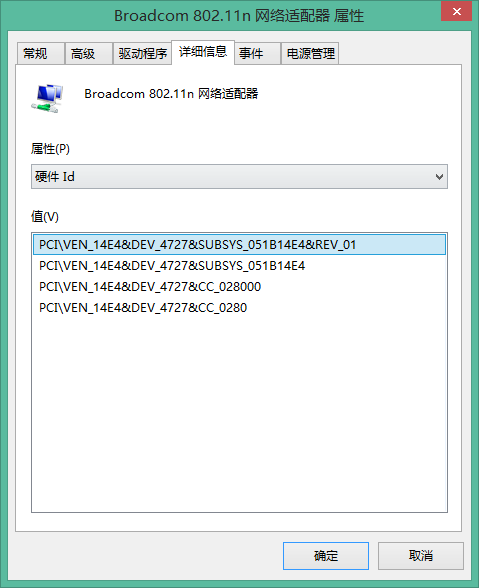 Broadcom 802.11n 网络适配器 属性
常规 高级 驱动程序 详细信息 事件 电源管理
Broadcom 802.11n 网络适配器
属性(P)
硬件 Id
值(V)
PCI\VEN_14E4&DEV_4727&SUBSYS_051B14E4&REV_01
PCI\VEN_14E4&DEV_4727&SUBSYS_051B14E4
PCI\VEN_14E4&DEV_4727&CC_028000
PCI\VEN_14E4&DEV_4727&CC_0280
确定 取消